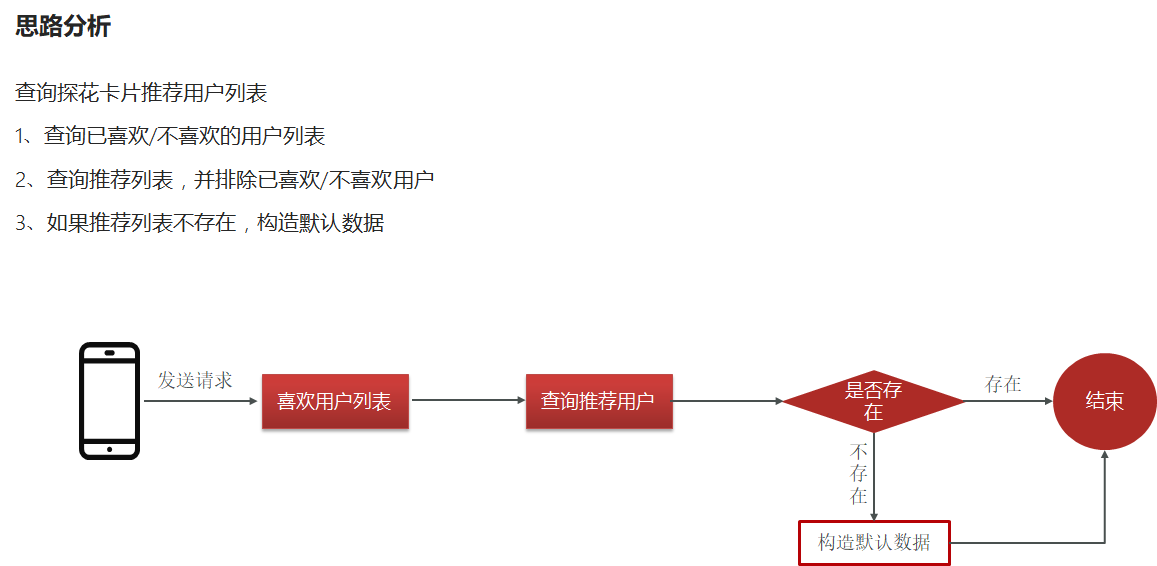 思路分析
查询探花卡片推荐用户列表
1、查询已喜欢/不喜欢的用户列表
2、查询推荐列表，并排除已喜欢/不喜欢用户
3、如果推荐列表不存在，构造默认数据
发送请求
喜欢用户列表
查询推荐用户
是否存
在
存在
结束
不
存
在
构造默认数据